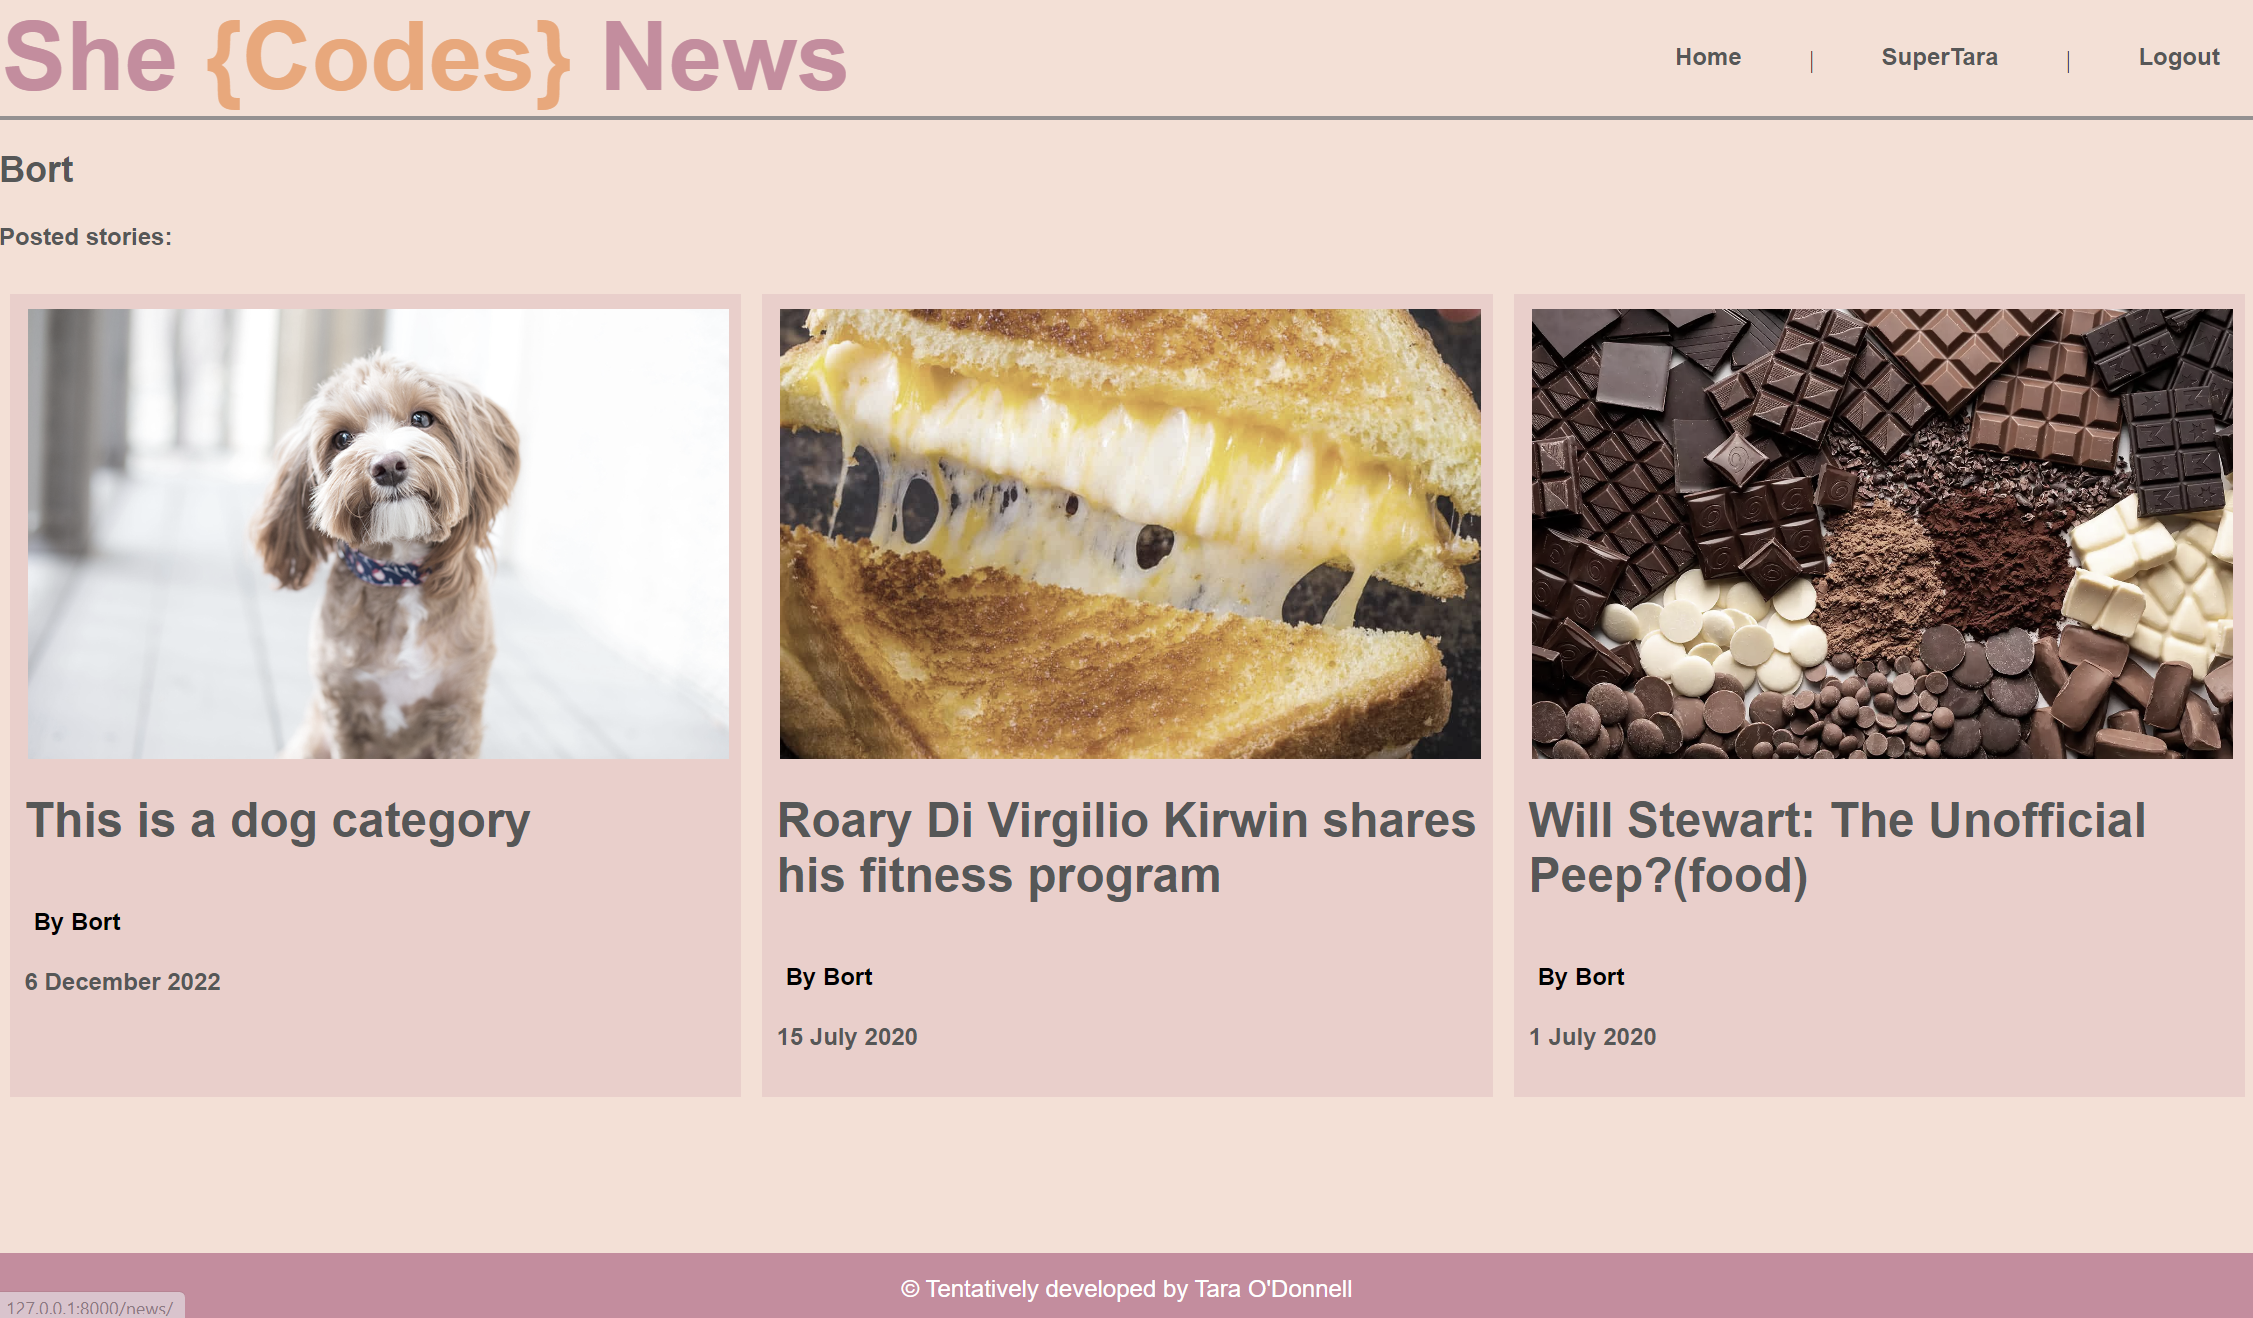 She {Codes} News
Home | SuperTara | Logout
Bort
Posted stories:
This is a dog category
By Bort
6 December 2022
Roary Di Virgilio Kirwin shares
his fitness program
By Bort
15 July 2020
Will Stewart: The Unofficial
Peep?(food)
By Bort
1 July 2020
© Tentatively developed by Tara O'Donnell
127.0.0.1:8000/news/